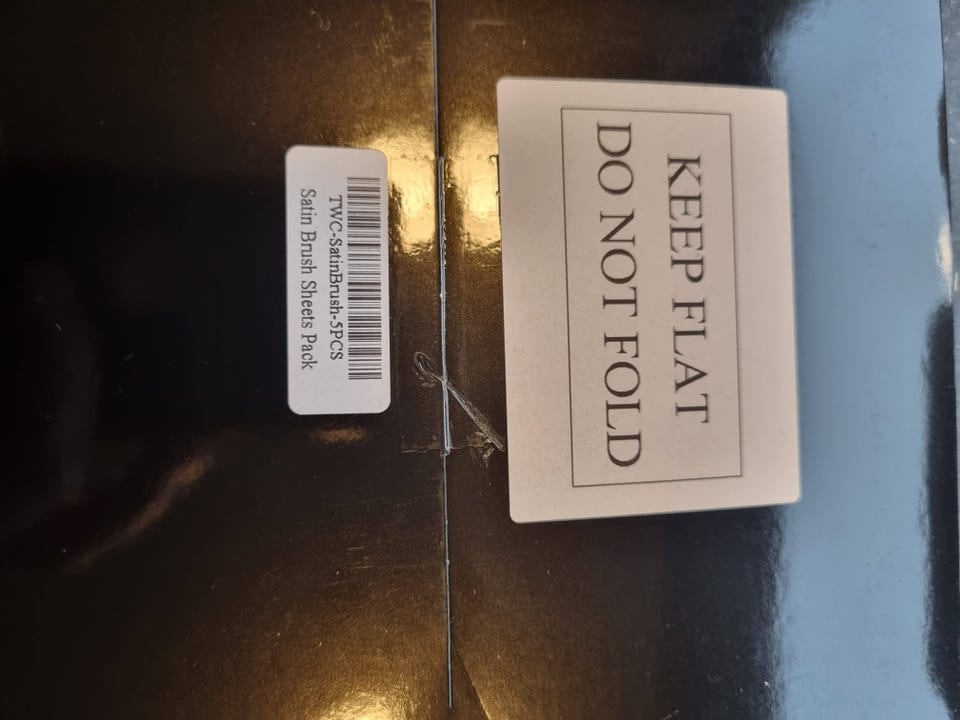 KEEP FLAT
DO NOT FOLD
TWC-SatinBrush-5PCS
Satin Brush Sheets Pack